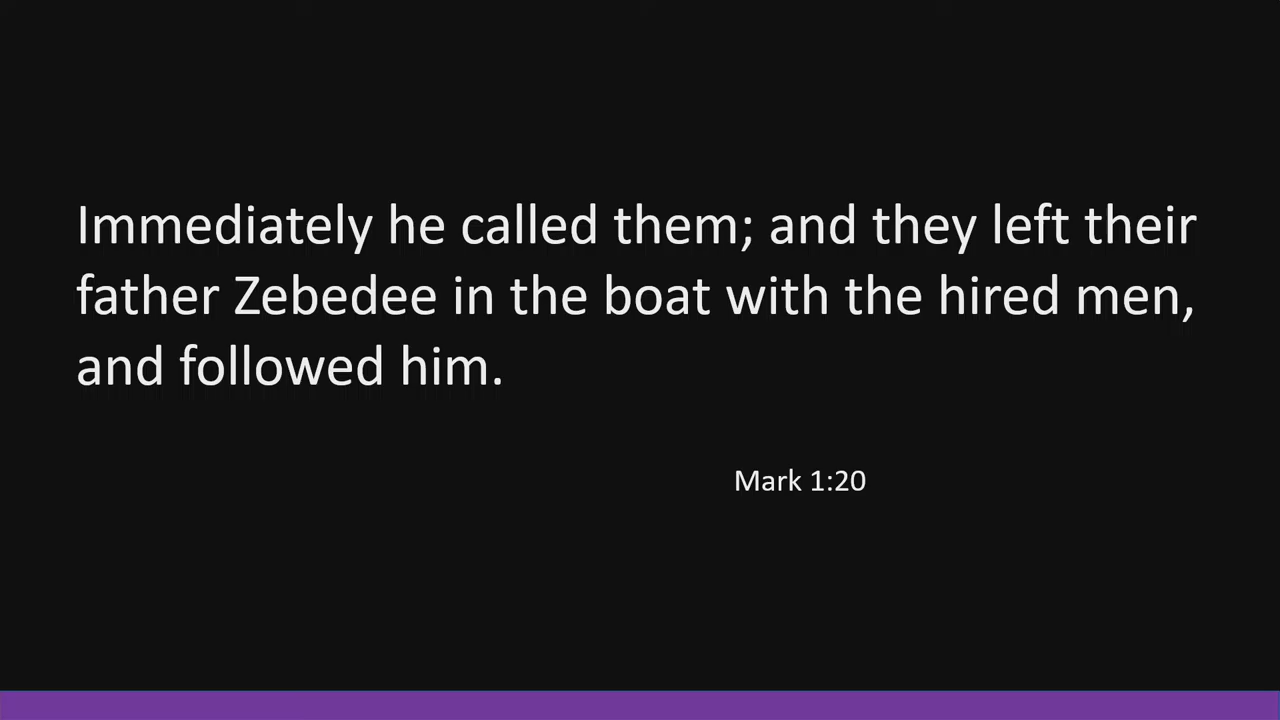 Immediately he called them; and they left their
father Zebedee in the boat with the hired men,
and followed him.
Mark 1:20